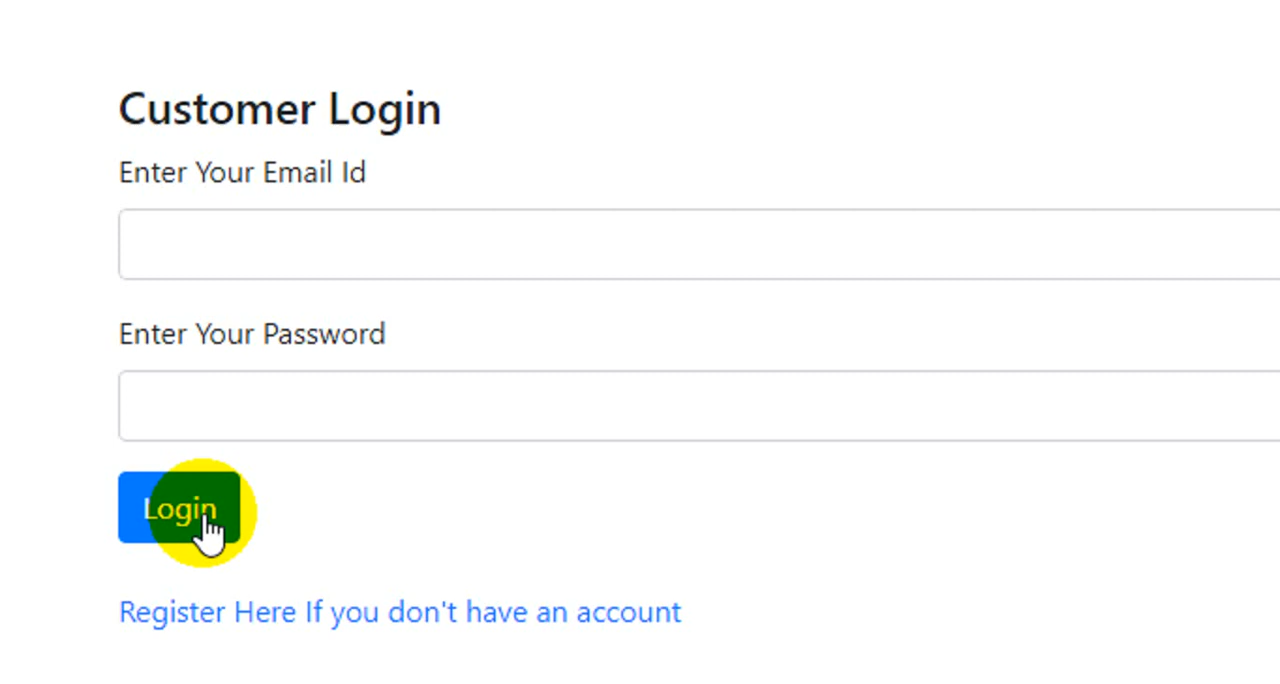 Customer Login
Enter Your Email Id
Enter Your Password
Login
Register Here If you don't have an account